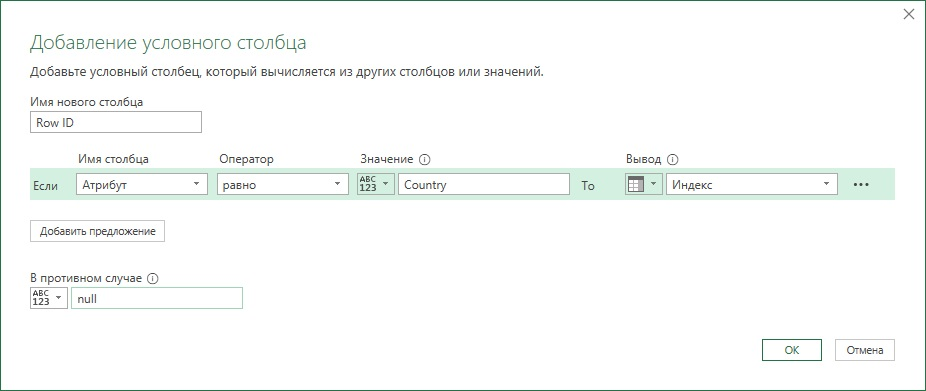 Добавление условного столбца
Добавьте условный столбец, который вычисляется из других столбцов или значений.
Имя нового столбца
Row ID
Имя столбца Оператор Значение Вывод
Если Атрибут равно ABC 123 Country То Индекс
Добавить предложение
В противном случае
ABC 123 null
ОК Отмена